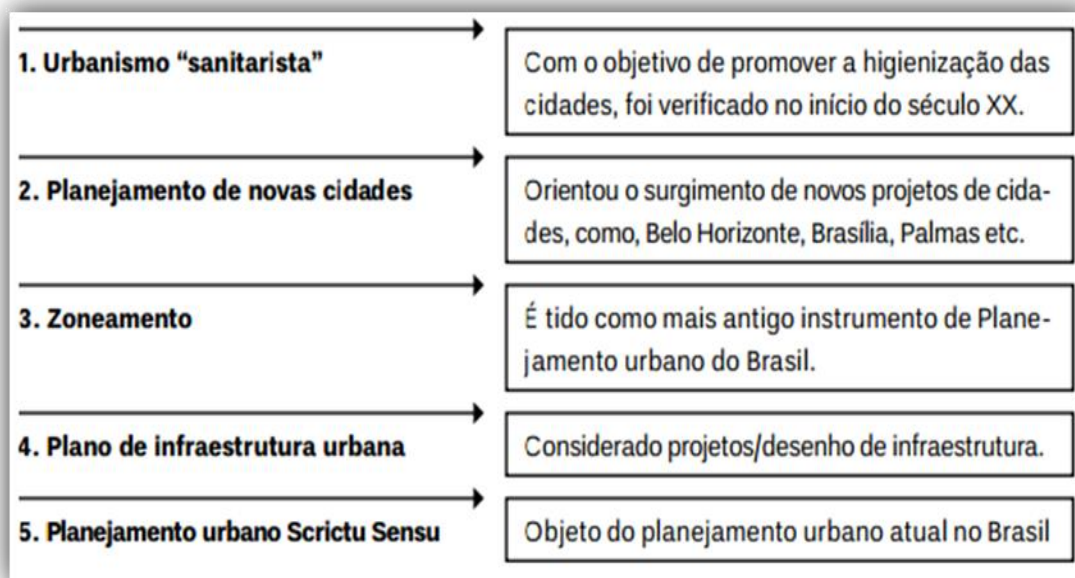 1. Urbanismo “sanitarista”
Com o objetivo de promover a higienização das
cidades, foi verificado no início do século XX.
2. Planejamento de novas cidades
Orientou o surgimento de novos projetos de cida-
des, como, Belo Horizonte, Brasília, Palmas etc.
3. Zoneamento
É tido como mais antigo instrumento de Plane-
jamento urbano do Brasil.
4. Plano de infraestrutura urbana
Considerado projetos/desenho de infraestrutura.
5. Planejamento urbano Scrictu Sensu
Objeto do planejamento urbano atual no Brasil